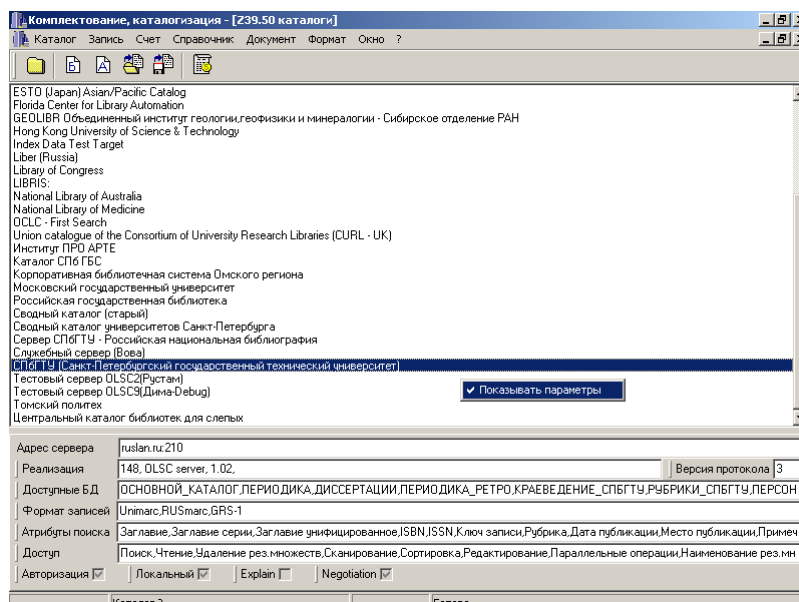 Комплектование, каталогизация - [Z39.50 каталоги]
Каталог Запись Счет Справочник Документ Формат Окно ?
ESTO (Japan) Asian/Pacific Catalog
Florida Center for Library Automation
GEOLIBR Объединенный институт геологии,геофизики и минералогии - Сибирское отделение РАН
Hong Kong University of Science & Technology
Index Data Test Target
Liber (Russia)
Library of Congress
LIBRIS:
National Library of Australia
National Library of Medicine
OCLC - First Search
Union catalogue of the Consortium of University Research Libraries (CURL - UK)
Институт ПРО АРТЕ
Каталог СПб ГБС
Корпоративная библиотечная система Омского региона
Московский государственный университет
Российская государственная библиотека
Сводный каталог (старый)
Сводный каталог университетов Санкт-Петербурга
Сервер СПбГТУ - Российская национальная библиография
Служебный сервер (Вова)
СПбГТУ (Санкт-Петербургский государственный технический университет)
Тестовый сервер OLSC2(Рустам)
Тестовый сервер OLSC9(Дима-Debug)
Показывать параметры
Томский политех
Центральный каталог библиотек для слепых
Адрес сервера ruslan.ru:210
Реализация 148, OLSC server, 1.02, Версия протокола 3
Доступные БД ОСНОВНОЙ_КАТАЛОГ,ПЕРИОДИКА,ДИССЕРТАЦИИ,ПЕРИОДИКА_РЕТРО,КРАЕВЕДЕНИЕ_СПБГТУ,РУБРИКИ_СПБГТУ,ПЕРСОН
Формат записей Unimarc,RUSmarc,GRS-1
Атрибуты поиска Заглавие,Заглавие серии,Заглавие унифицированное,ISBN,ISSN,Ключ записи,Рубрика,Дата публикации,Место публикации,Примеч
Доступ Поиск,Чтение,Удаление рез.множеств,Сканирование,Сортировка,Редактирование,Параллельные операции,Наименование рез.мн
Авторизация Локальный Explain Negotiation